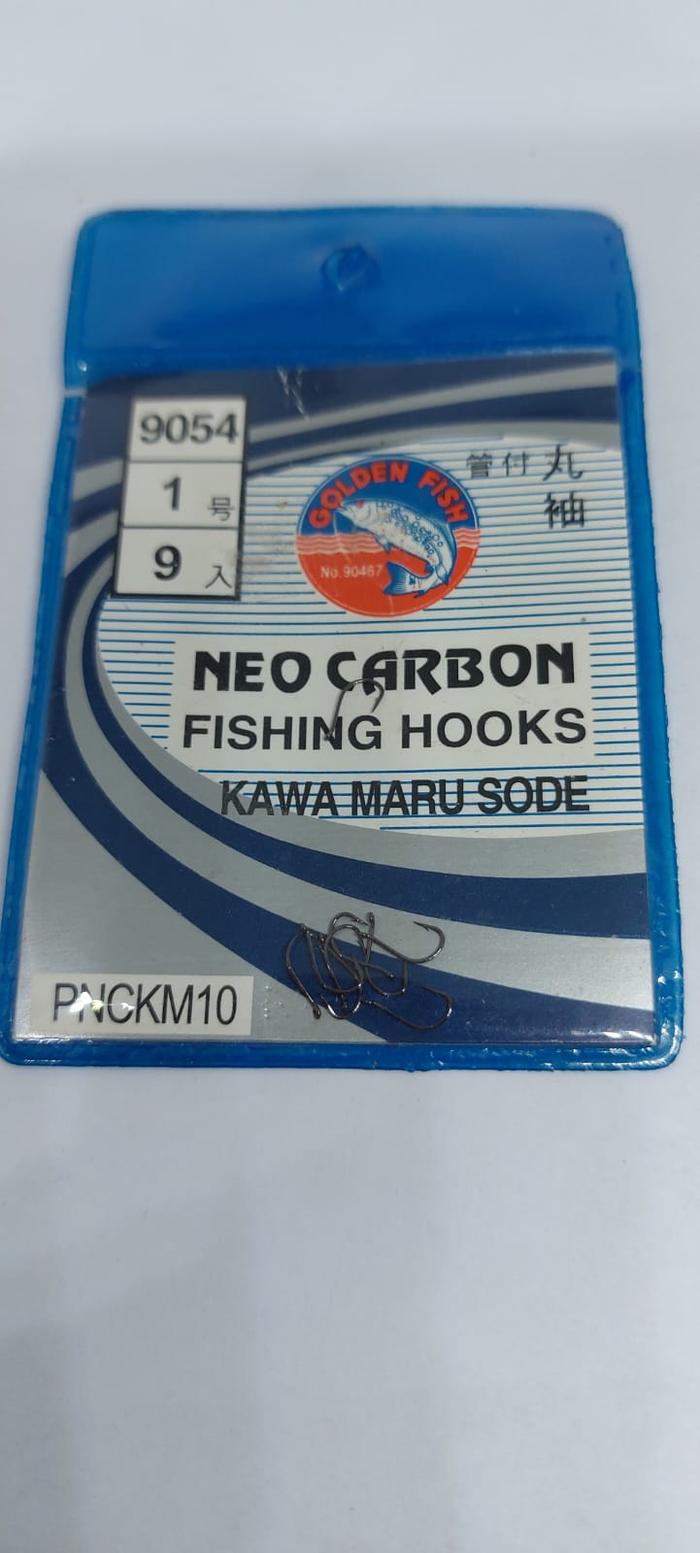 9054
1 号
9 入
GOLDEN FISH
No.90467
管付 丸
袖
NEO CARBON
FISHING HOOKS
KAWA MARU SODE
PNCKM10